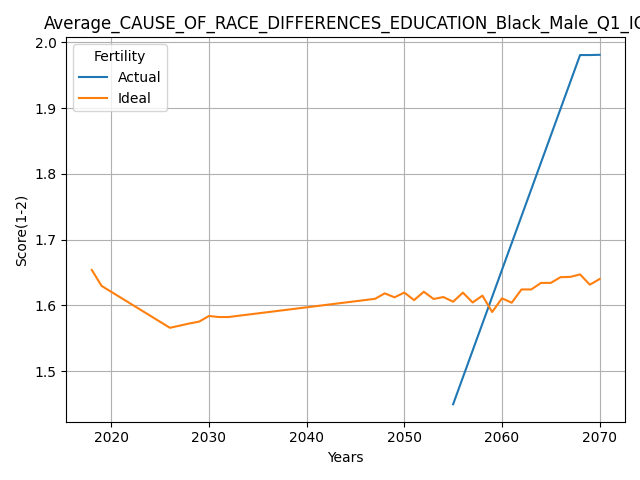 Average_CAUSE_OF_RACE_DIFFERENCES_EDUCATION_Black_Male_Q1_IQ
2.0
1.9
1.8
1.7
1.6
1.5
Score(1-2)
Fertility
Actual
Ideal
2020 2030 2040 2050 2060 2070
Years